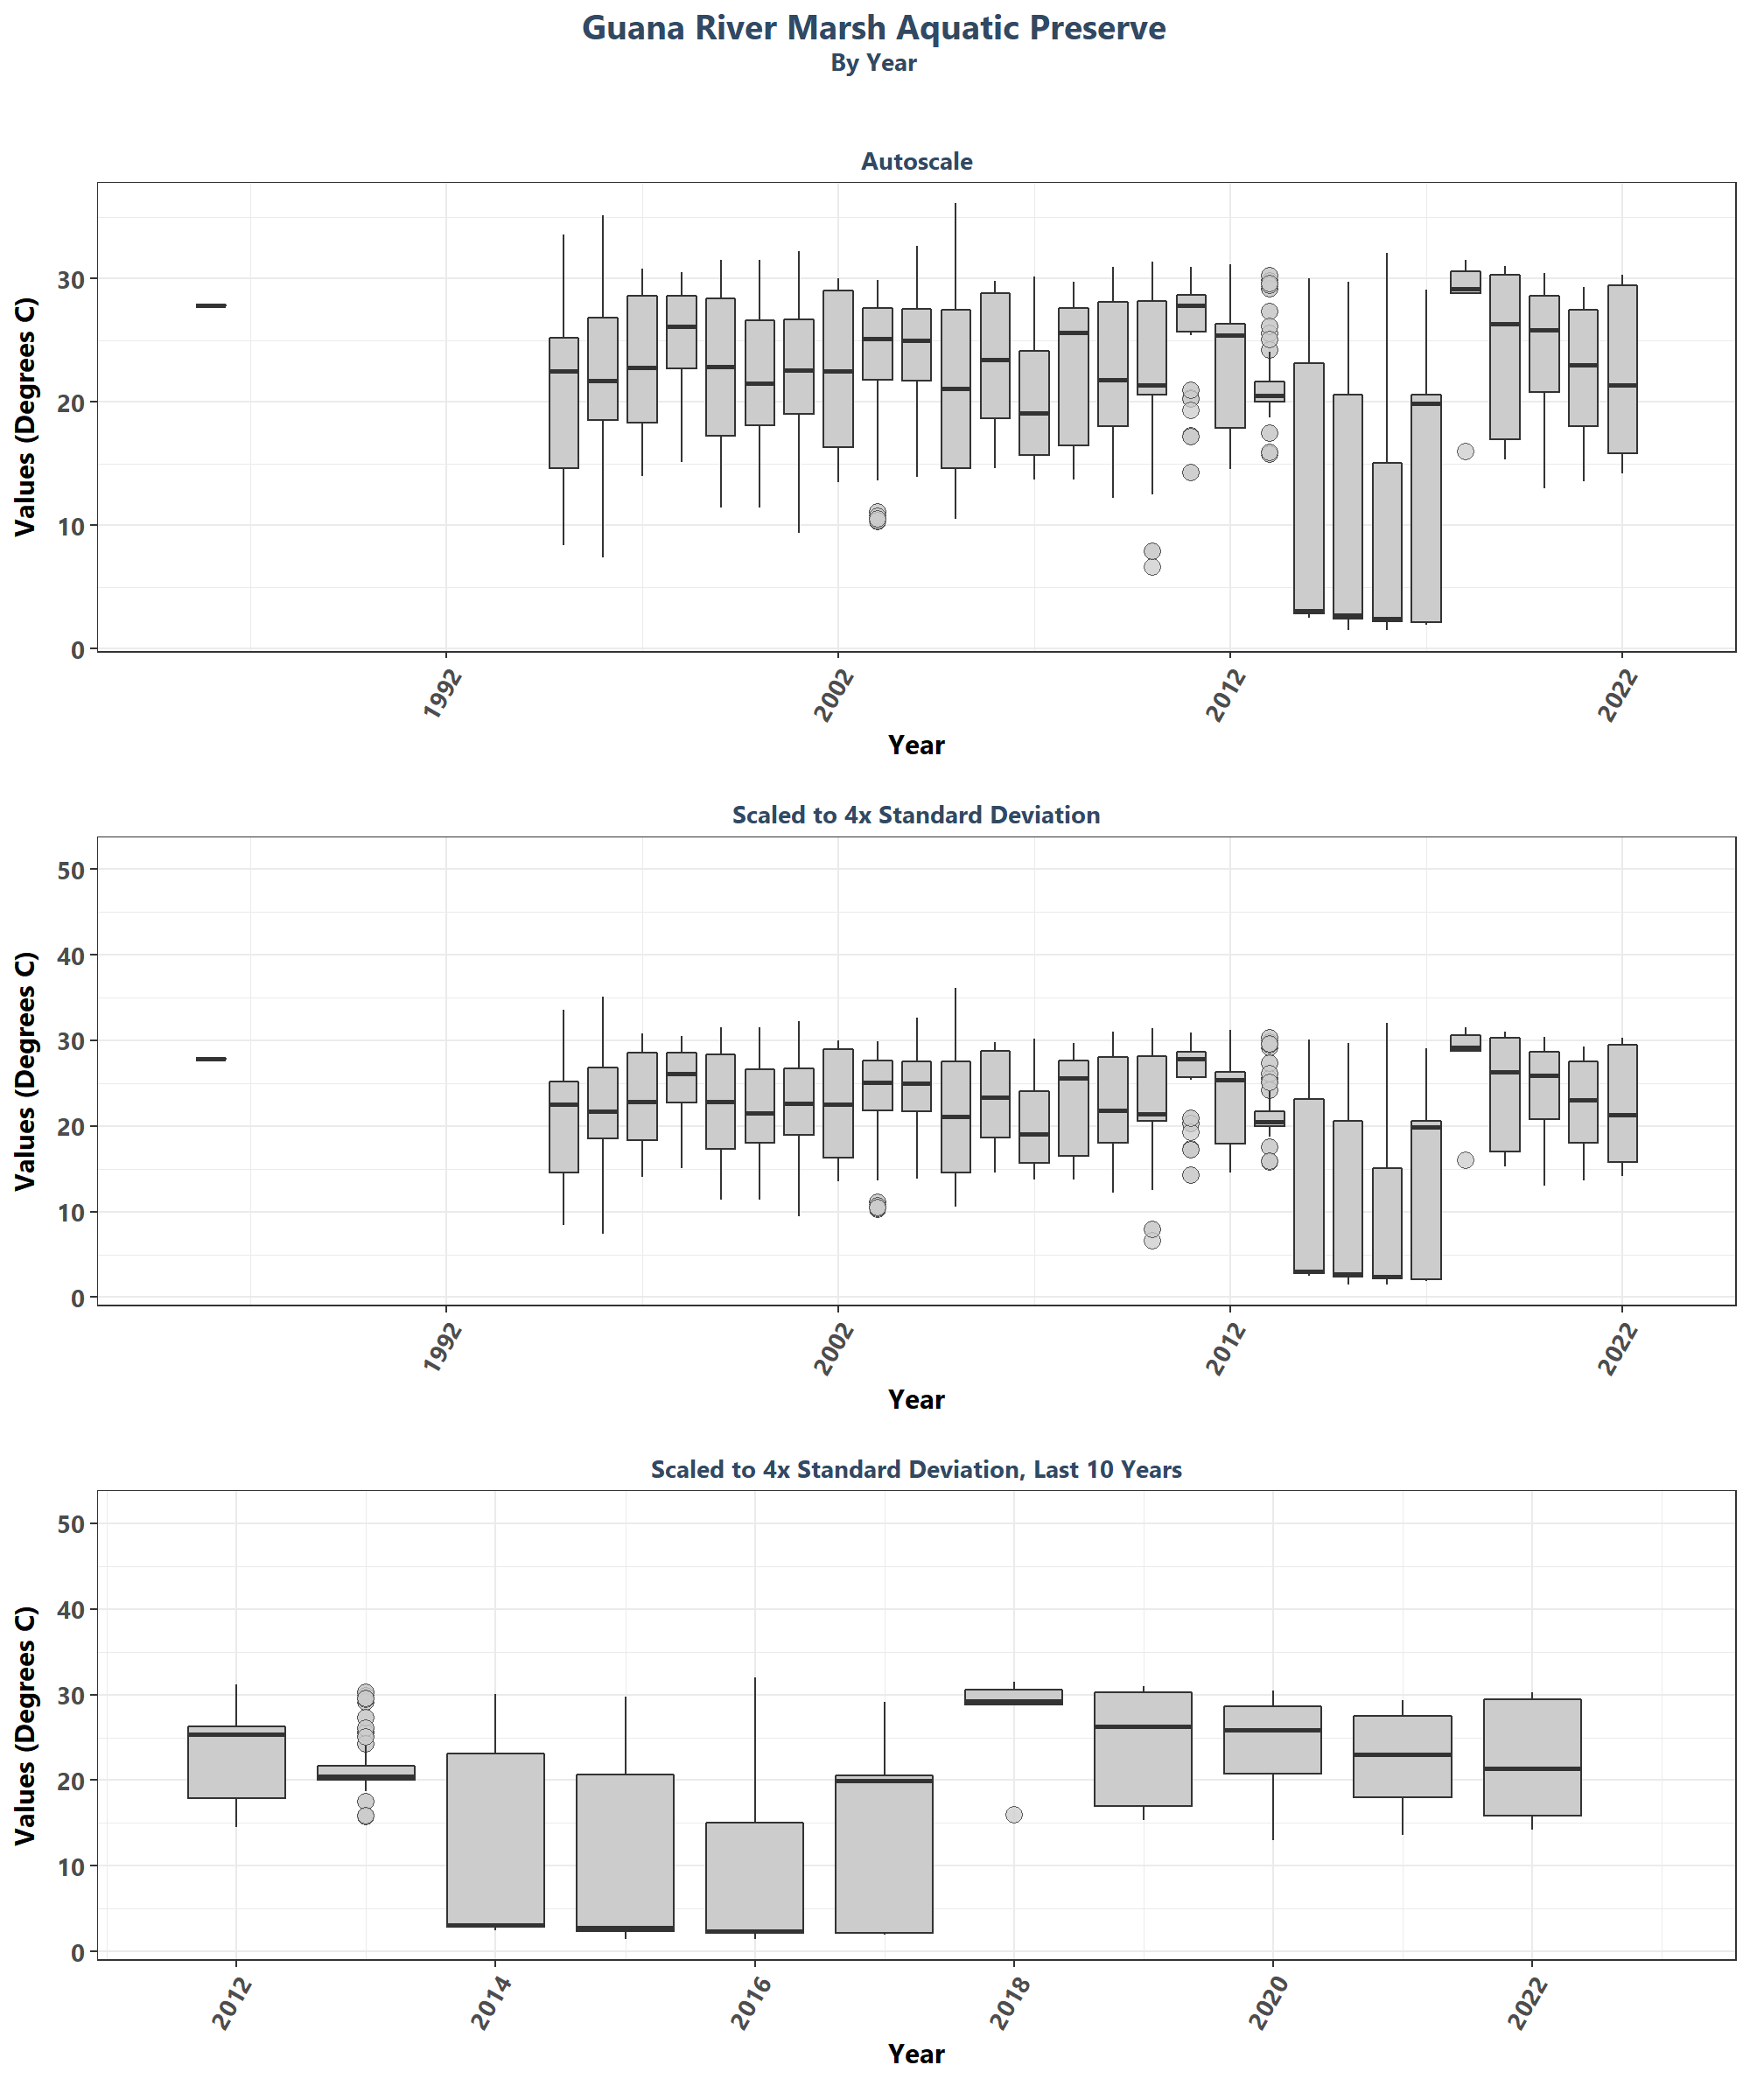 Guana River Marsh Aquatic Preserve
By Year
Autoscale
Values (Degrees C)
30
20
10
0
1992
2002
2012
2022
Year
Scaled to 4x Standard Deviation
Values (Degrees C)
50
40
30
20
10
0
1992
2002
2012
2022
Year
Scaled to 4x Standard Deviation, Last 10 Years
Values (Degrees C)
50
40
30
20
10
0
2012
2014
2016
2018
2020
2022
Year